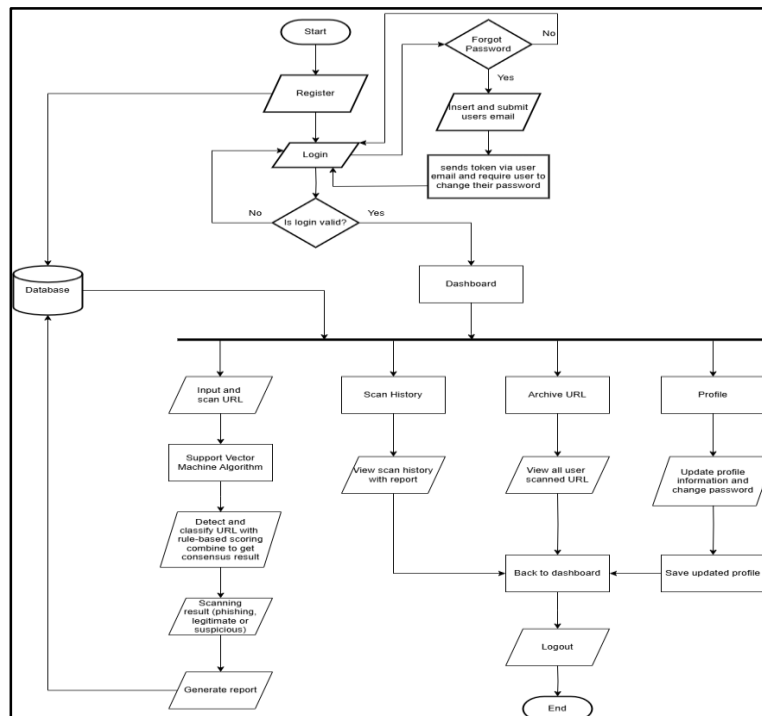 Start
Forgot
Password
No
Yes
Register
Insert and submit
users email
Login
sends token via user
email and require user to
change their password
No
Is login valid?
Yes
Database
Dashboard
Input and
scan URL
Scan History
Archive URL
Profile
Support Vector
Machine Algorithm
View scan history
with report
View all user
scanned URL
Update profile
information and
change password
Detect and
classify URL with
rule-based scoring
combine to get
consensus result
Back to dashboard
Save updated profile
Scanning
result (phishing,
legitimate or
suspicious)
Logout
Generate report
End